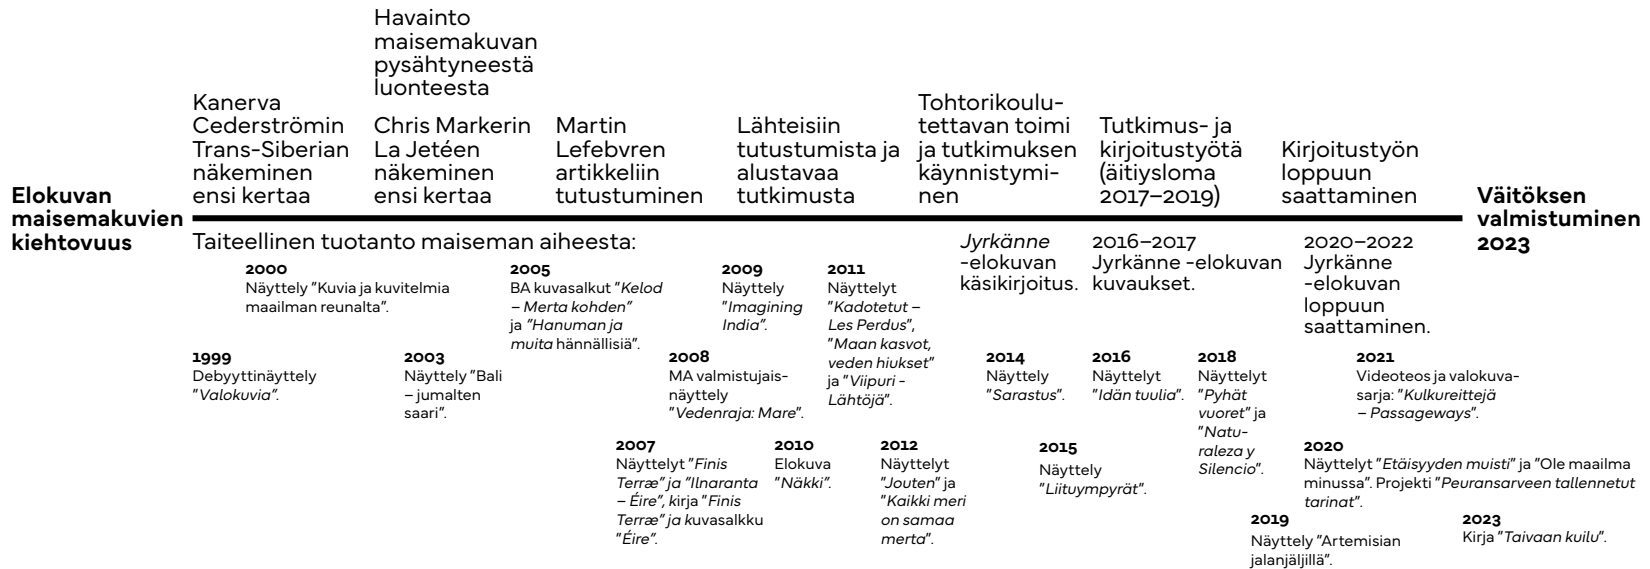 Elokuvan
maisemakuvien
kiehtovuus
Kanerva
Cederströmin
Trans-Siberian
näkeminen
ensi kertaa
Havainto
maisemakuvan
pysähtyneestä
luonteesta
Chris Markerin
La Jetéen
näkeminen
ensi kertaa
Martin
Lefebvren
artikkeliin
tutustuminen
Lähteisiin
tutustumista ja
alustavaa
tutkimusta
Tohtorikoulu-
tettavan toimi
ja tutkimuksen
käynnistymi-
nen
Tutkimus- ja
kirjoitustyötä
(äitiysloma
2017–2019)
Kirjoitustyön
loppuun
saattaminen
Väitöksen
valmistuminen
2023
Taiteellinen tuotanto maiseman aiheesta:
Jyrkänne
-elokuvan
käsikirjoitus.
2016–2017
Jyrkänne -elokuvan
kuvaukset.
2020–2022
Jyrkänne
-elokuvan
loppuun
saattaminen.
2000
Näyttely "Kuvia ja kuvitelmia
maailman reunalta".
2005
BA kuvasalkut "Kelod
– Merta kohden"
ja "Hanuman ja
muita hännällisiä".
2009
Näyttely
"Imagining
India".
2011
Näyttelyt
"Kadotetut –
Les Perdus",
"Maan kasvot,
veden hiukset"
ja "Viipuri -
Lähtöjä".
1999
Debyyttinäyttely
"Valokuvia".
2003
Näyttely "Bali
– jumalten
saari".
2008
MA valmistujais-
näyttely
"Vedenraja: Mare".
2014
Näyttely
"Sarastus".
2016
Näyttelyt
"Idän tuulia".
2018
Näyttelyt
"Pyhät
vuoret" ja
"Natu-
raleza y
Silencio".
2021
Videoteos ja valokuva-
sarja: "Kulkureittejä
– Passageways".
2007
Näyttelyt "Finis
Terræ" ja "Ilnaranta
– Éire", kirja "Finis
Terræ" ja kuvasalkku
"Éire".
2010
Elokuva
"Näkki".
2012
Näyttelyt
"Jouten" ja
"Kaikki meri
on samaa
merta".
2015
Näyttely
"Liituympyrät".
2020
Näyttelyt "Etäisyyden muisti" ja "Ole maailma
minussa". Projekti "Peuransarveen tallennetut
tarinat".
2019
Näyttely "Artemisian
jalanjäljillä".
2023
Kirja "Taivaan kuilu".